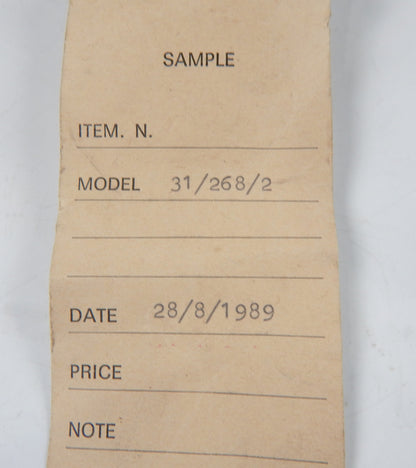 SAMPLE
ITEM. N.
MODEL 31/268/2
DATE 28/8/1989
PRICE
NOTE